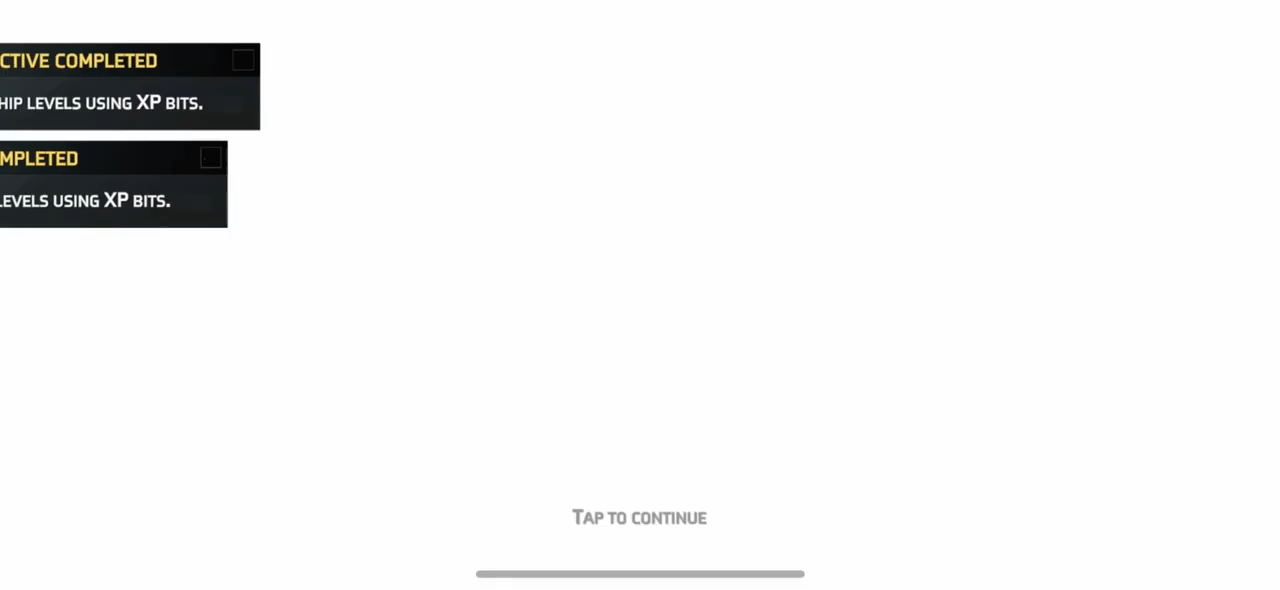 CTIVE COMPLETED
HIP LEVELS USING XP BITS.
MPLETED
LEVELS USING XP BITS.
TAP TO CONTINUE